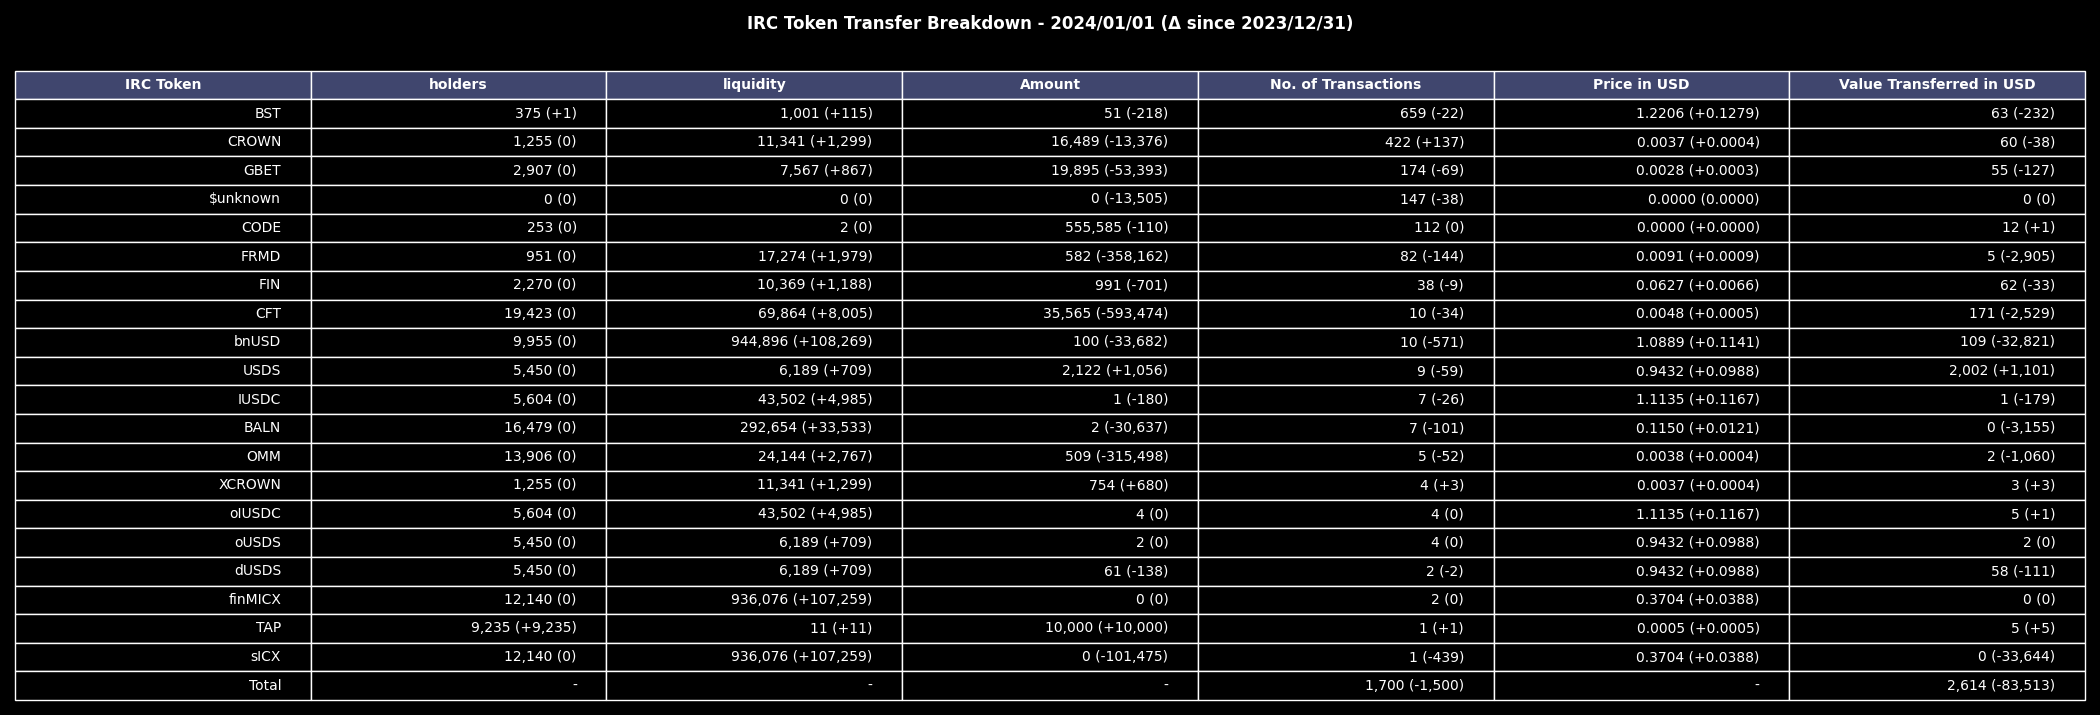 IRC Token Transfer Breakdown - 2024/01/01 (Δ since 2023/12/31)
IRC Token holders liquidity Amount No. of Transactions Price in USD Value Transferred in USD
BST 375 (+1) 1,001 (+115) 51 (-218) 659 (-22) 1.2206 (+0.1279) 63 (-232)
CROWN 1,255 (0) 11,341 (+1,299) 16,489 (-13,376) 422 (+137) 0.0037 (+0.0004) 60 (-38)
GBET 2,907 (0) 7,567 (+867) 19,895 (-53,393) 174 (-69) 0.0028 (+0.0003) 55 (-127)
$unknown 0 (0) 0 (0) 0 (-13,505) 147 (-38) 0.0000 (0.0000) 0 (0)
CODE 253 (0) 2 (0) 555,585 (-110) 112 (0) 0.0000 (+0.0000) 12 (+1)
FRMD 951 (0) 17,274 (+1,979) 582 (-358,162) 82 (-144) 0.0091 (+0.0009) 5 (-2,905)
FIN 2,270 (0) 10,369 (+1,188) 991 (-701) 38 (-9) 0.0627 (+0.0066) 62 (-33)
CFT 19,423 (0) 69,864 (+8,005) 35,565 (-593,474) 10 (-34) 0.0048 (+0.0005) 171 (-2,529)
bnUSD 9,955 (0) 944,896 (+108,269) 100 (-33,682) 10 (-571) 1.0889 (+0.1141) 109 (-32,821)
USDS 5,450 (0) 6,189 (+709) 2,122 (+1,056) 9 (-59) 0.9432 (+0.0988) 2,002 (+1,101)
IUSDC 5,604 (0) 43,502 (+4,985) 1 (-180) 7 (-26) 1.1135 (+0.1167) 1 (-179)
BALN 16,479 (0) 292,654 (+33,533) 2 (-30,637) 7 (-101) 0.1150 (+0.0121) 0 (-3,155)
OMM 13,906 (0) 24,144 (+2,767) 509 (-315,498) 5 (-52) 0.0038 (+0.0004) 2 (-1,060)
XCROWN 1,255 (0) 11,341 (+1,299) 754 (+680) 4 (+3) 0.0037 (+0.0004) 3 (+3)
oIUSDC 5,604 (0) 43,502 (+4,985) 4 (0) 4 (0) 1.1135 (+0.1167) 5 (+1)
oUSDS 5,450 (0) 6,189 (+709) 2 (0) 4 (0) 0.9432 (+0.0988) 2 (0)
dUSDS 5,450 (0) 6,189 (+709) 61 (-138) 2 (-2) 0.9432 (+0.0988) 58 (-111)
finMICX 12,140 (0) 936,076 (+107,259) 0 (0) 2 (0) 0.3704 (+0.0388) 0 (0)
TAP 9,235 (+9,235) 11 (+11) 10,000 (+10,000) 1 (+1) 0.0005 (+0.0005) 5 (+5)
sICX 12,140 (0) 936,076 (+107,259) 0 (-101,475) 1 (-439) 0.3704 (+0.0388) 0 (-33,644)
Total - - - 1,700 (-1,500) - 2,614 (-83,513)